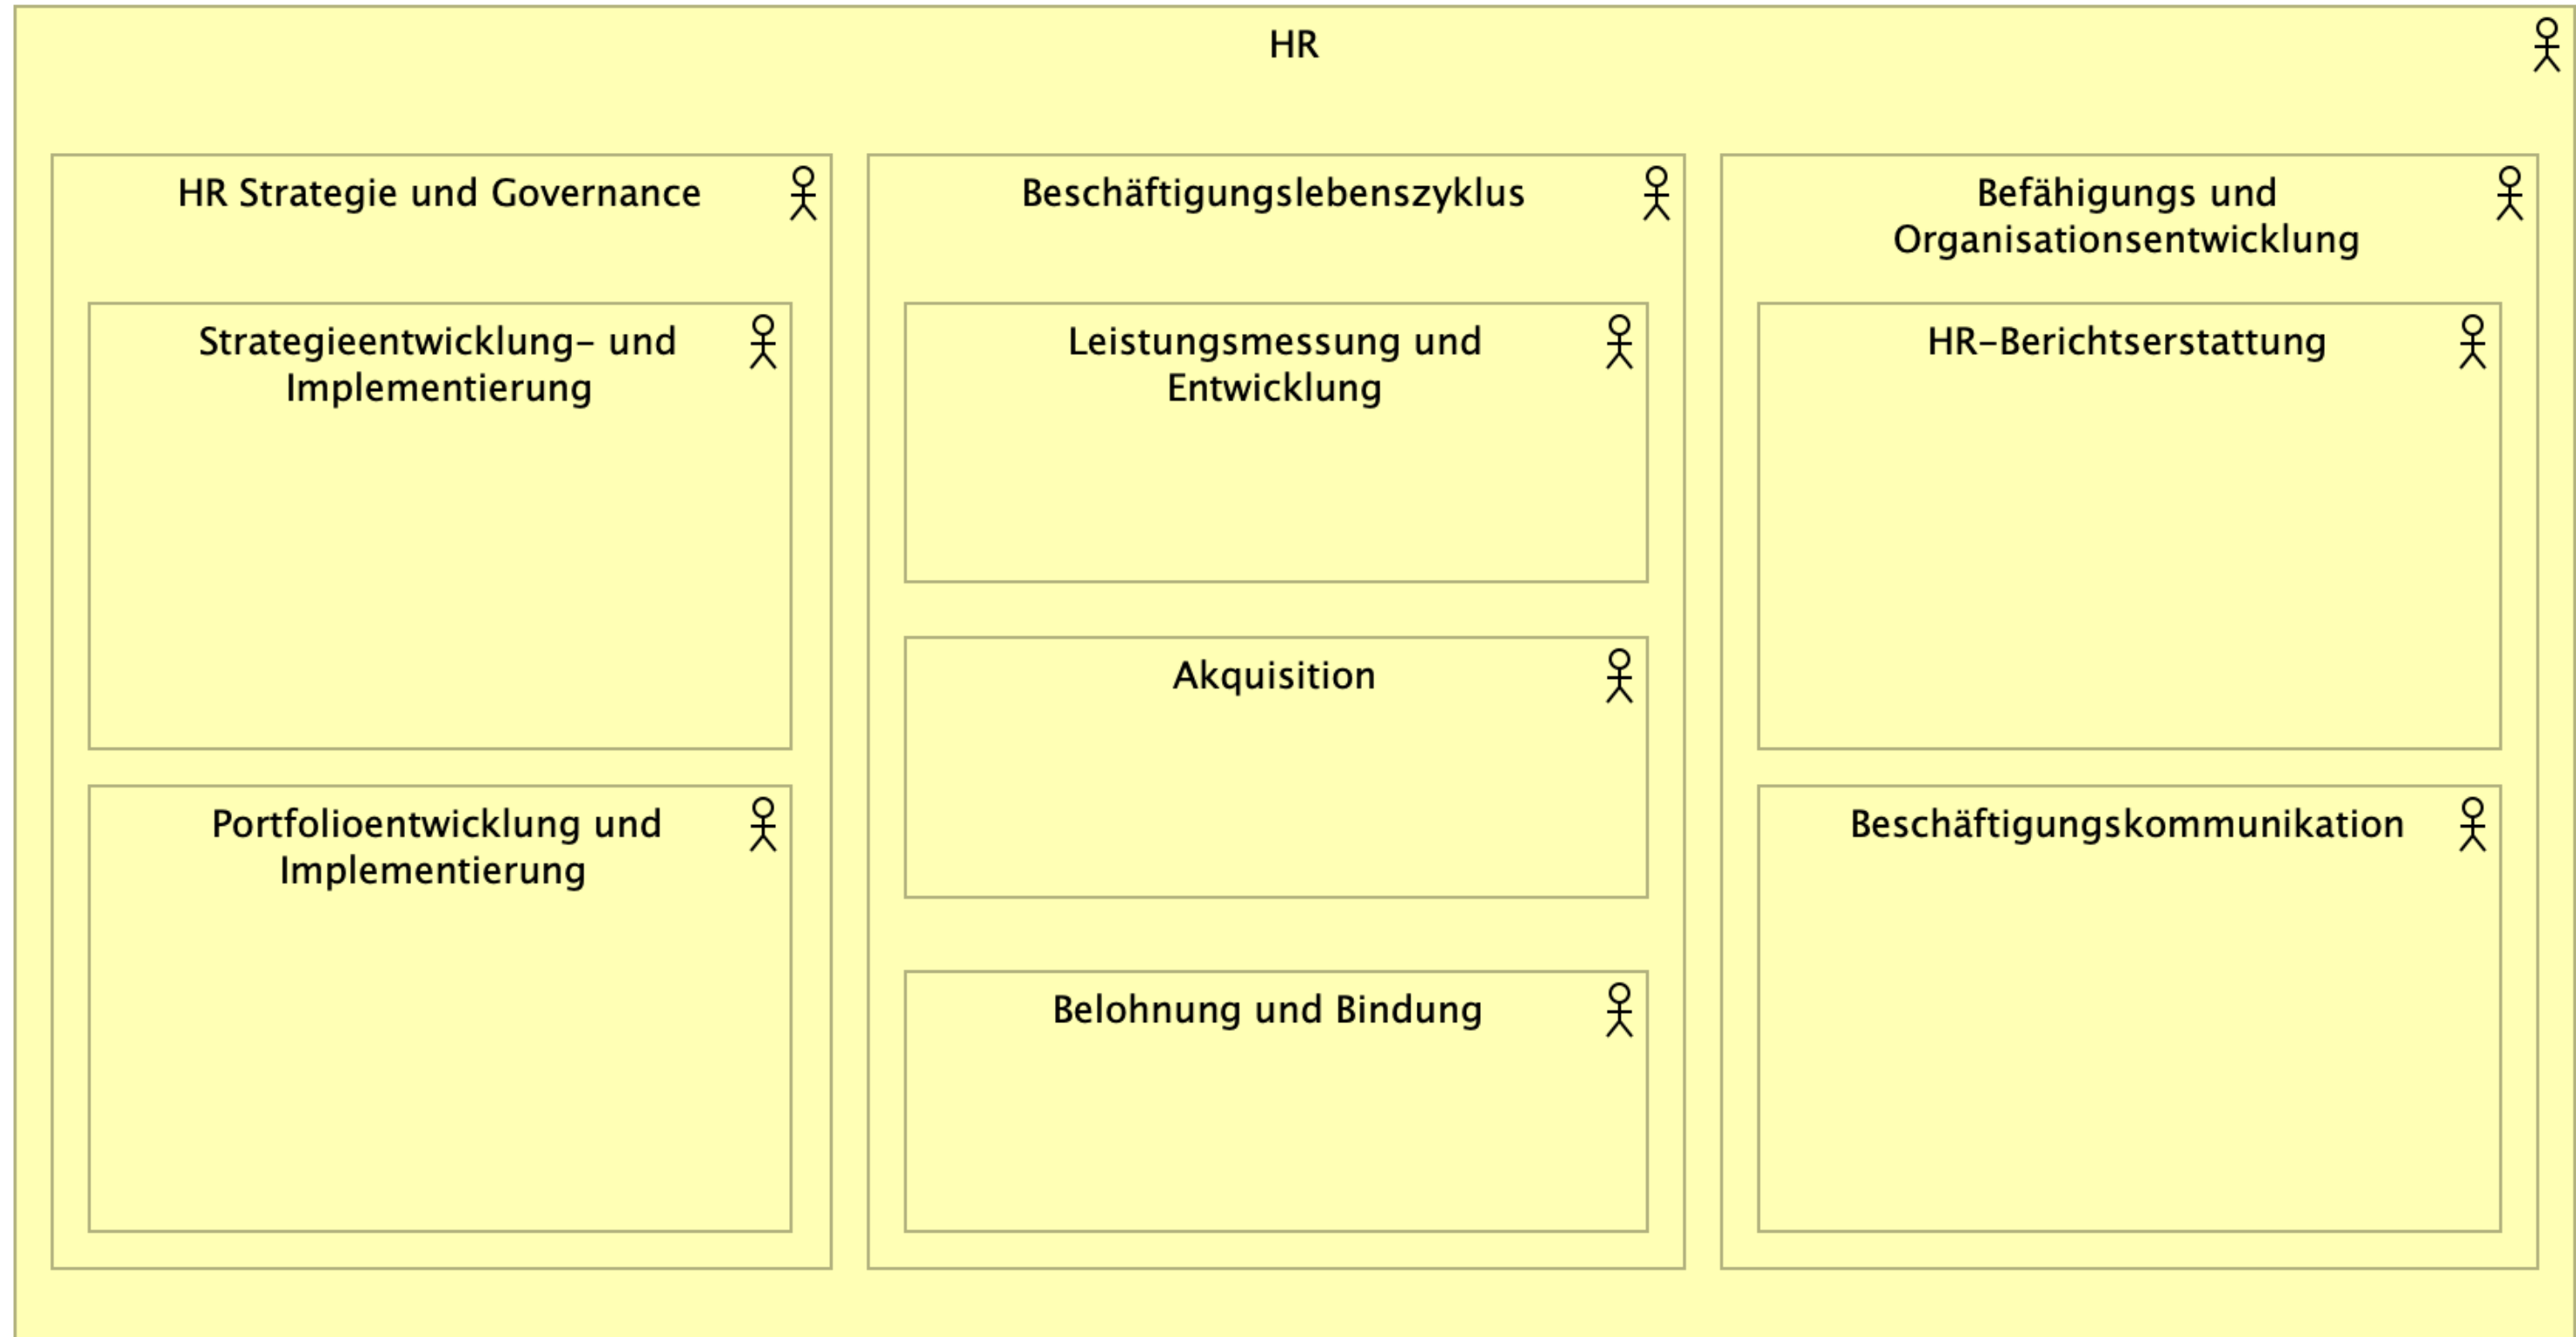 HR
HR Strategie und Governance
Strategieentwicklung- und
Implementierung
Portfolioentwicklung und
Implementierung
Beschäftigungslebenszyklus
Leistungsmessung und
Entwicklung
Akquisition
Belohnung und Bindung
Befähigungs und
Organisationsentwicklung
HR-Berichtserstattung
Beschäftigungskommunikation